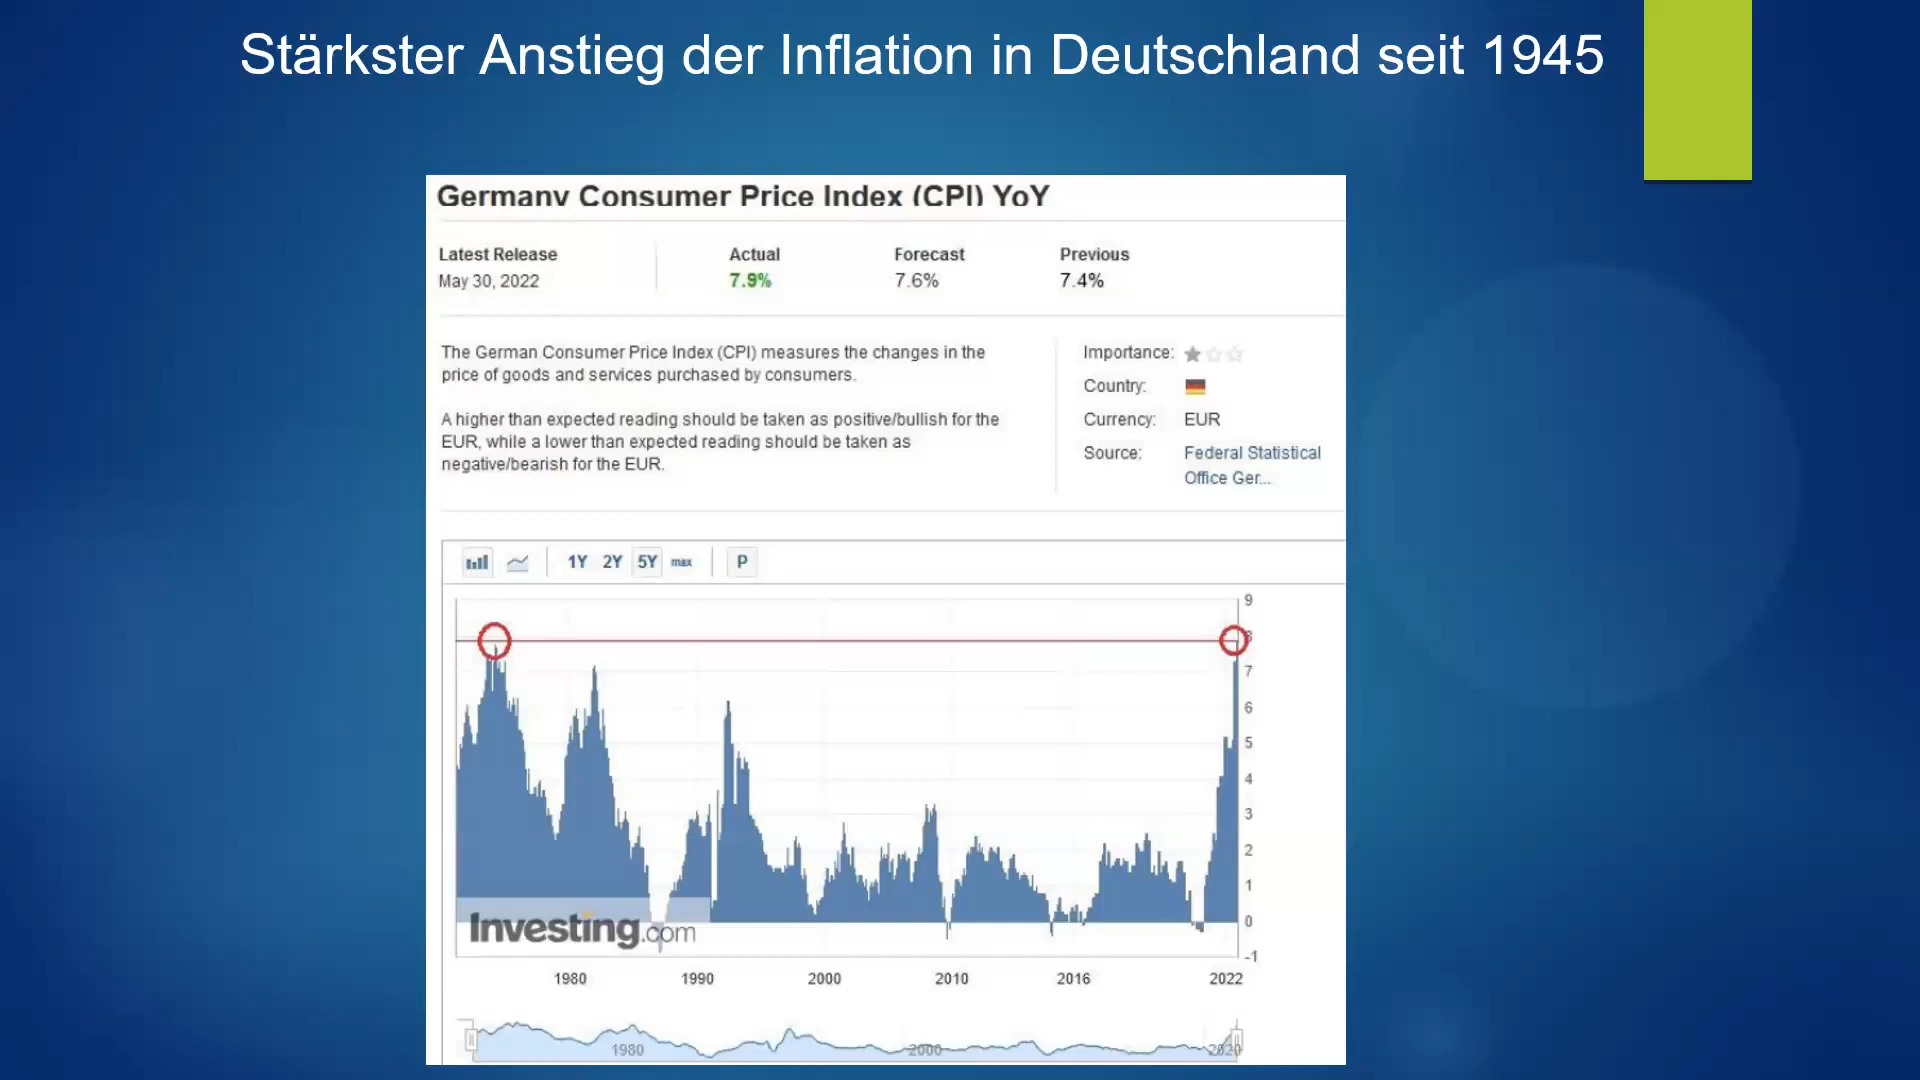 Stärkster Anstieg der Inflation in Deutschland seit 1945
Germany Consumer Price Index (CPI) YoY
Latest Release Actual Forecast Previous
May 30, 2022 7.9% 7.6% 7.4%
The German Consumer Price Index (CPI) measures the changes in the
price of goods and services purchased by consumers.
A higher than expected reading should be taken as positive/bullish for the
EUR, while a lower than expected reading should be taken as
negative/bearish for the EUR.
Importance:
Country:
Currency: EUR
Source: Federal Statistical
Office Ger...
1Y 2Y 5Y max P
9
8
7
6
5
4
3
2
1
0
-1
Investing.com
1980 1990 2000 2010 2016 2022
1980 2000 2020